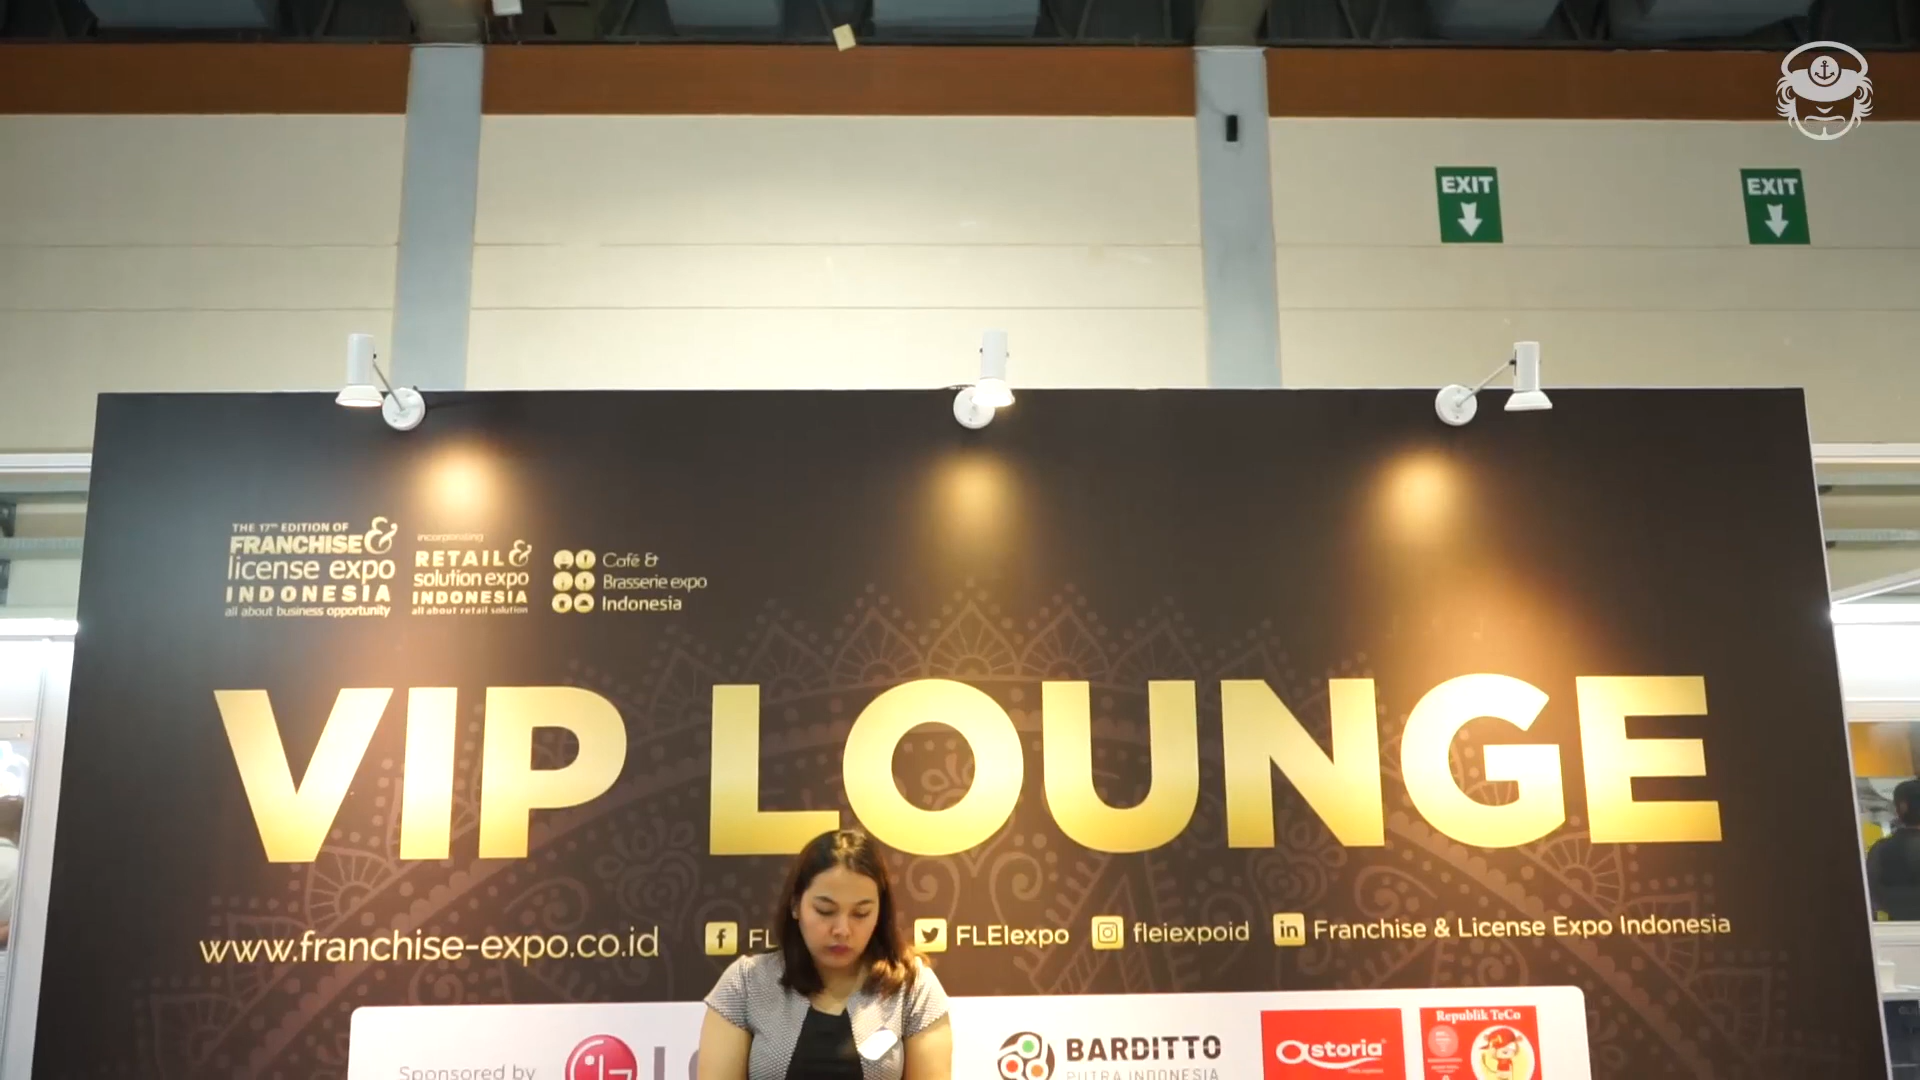 EXIT
EXIT
THE 17TH EDITION OF
FRANCHISE &
license expo
INDONESIA
all about business opportunity
incorporating
RETAIL &
solution expo
INDONESIA
all about retail solution
Café &
Brasserie expo
Indonesia
VIP LOUNGE
www.franchise-expo.co.id
FLEIexpo
fleiexpoid
Franchise & License Expo Indonesia
Sponsored by
BARDITTO
PUTRA INDONESIA
astoria
Republik TeCo